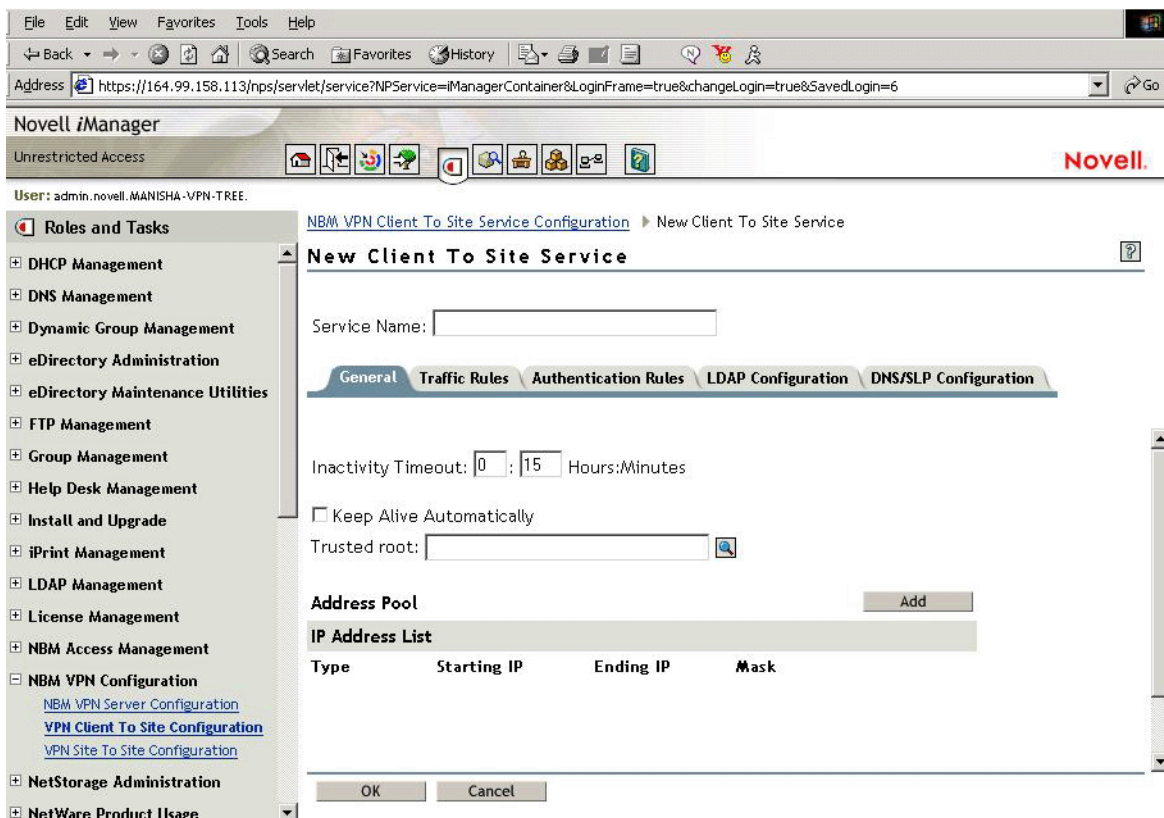 File Edit View Favorites Tools Help
Back Search Favorites History
Address https://164.99.158.113/nps/servlet/service?NPService=iManagerContainer&LoginFrame=true&changeLogin=true&SavedLogin=6 Go
Novell iManager
Unrestricted Access
Novell.
User: admin.novell.MANISHA-VPN-TREE.
Roles and Tasks
DHCP Management
DNS Management
Dynamic Group Management
eDirectory Administration
eDirectory Maintenance Utilities
FTP Management
Group Management
Help Desk Management
Install and Upgrade
iPrint Management
LDAP Management
License Management
NBM Access Management
NBM VPN Configuration
NBM VPN Server Configuration
VPN Client To Site Configuration
VPN Site To Site Configuration
NetStorage Administration
NetWare Product Usage
NBM VPN Client To Site Service Configuration New Client To Site Service
New Client To Site Service
Service Name:
General Traffic Rules Authentication Rules LDAP Configuration DNS/SLP Configuration
Inactivity Timeout: 0 : 15 Hours:Minutes
Keep Alive Automatically
Trusted root:
Address Pool Add
IP Address List
Type Starting IP Ending IP Mask
OK Cancel